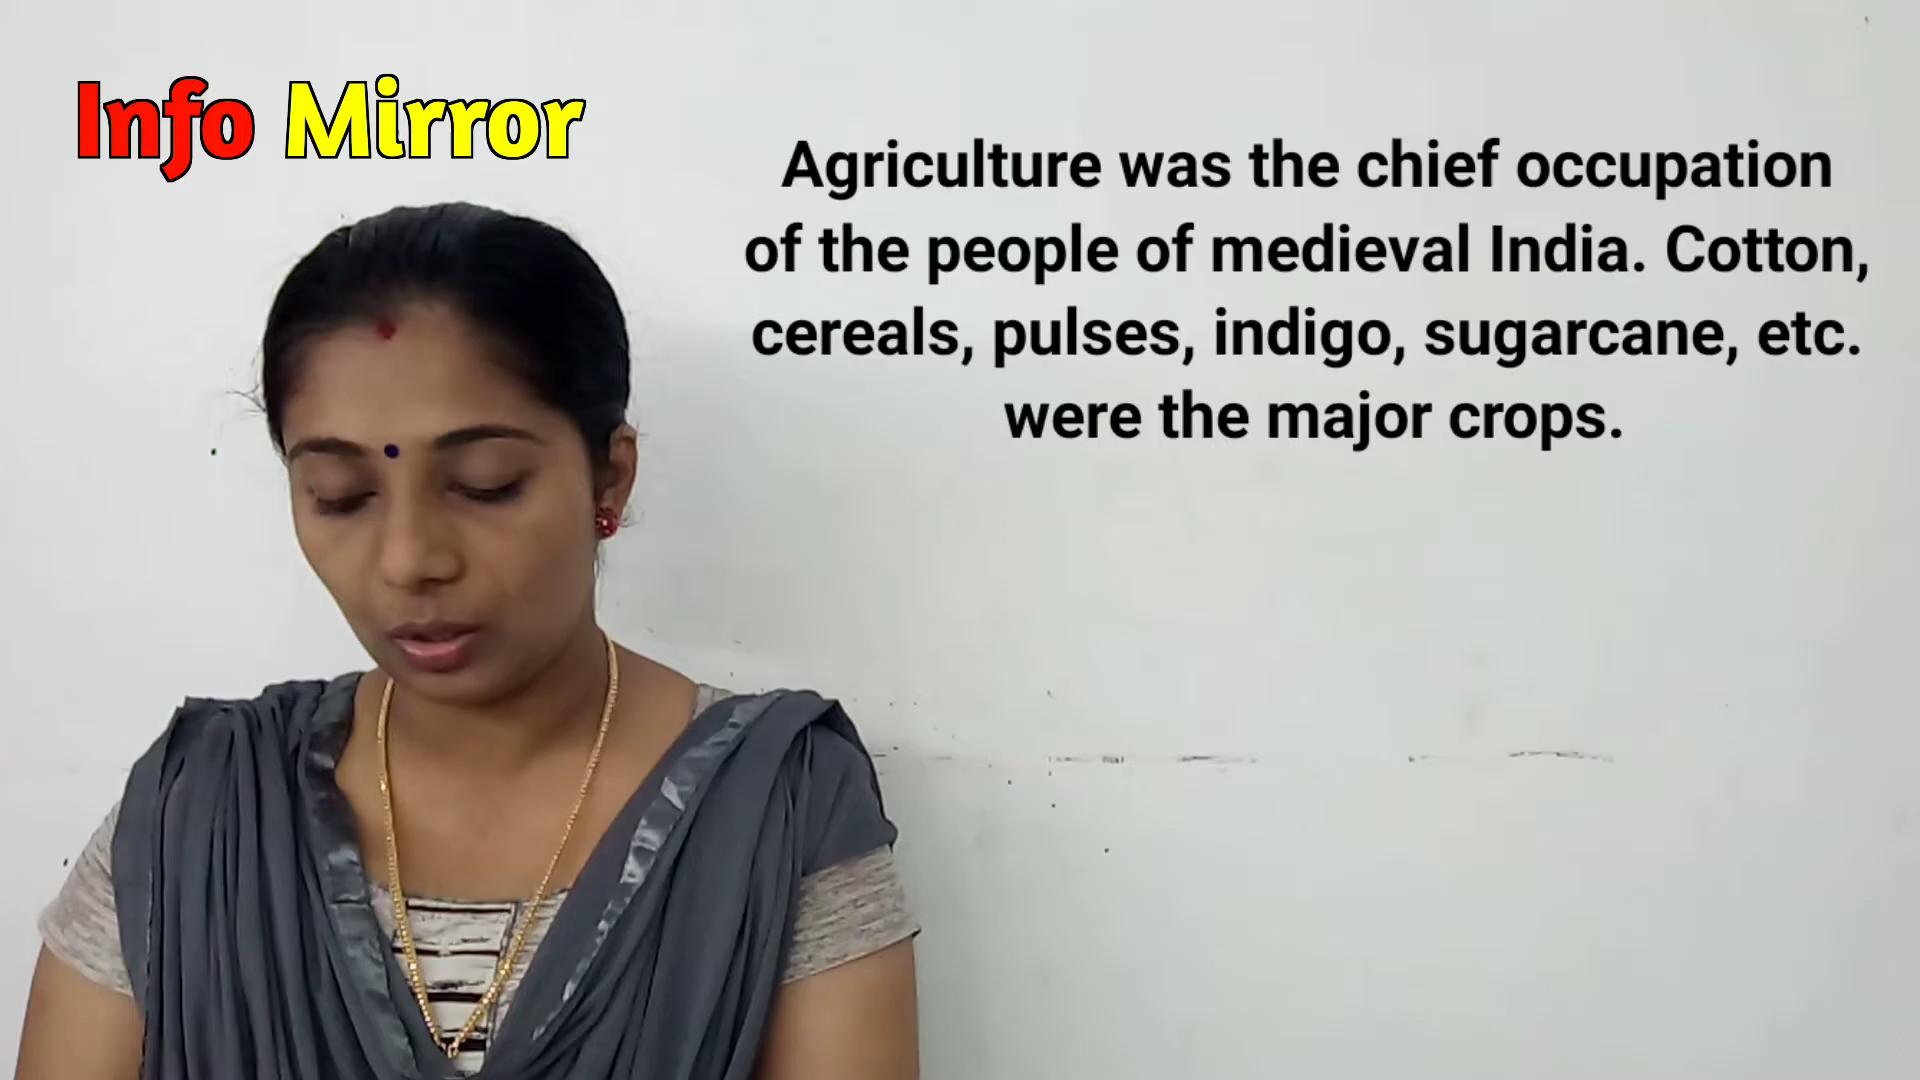 Info Mirror
Agriculture was the chief occupation
of the people of medieval India. Cotton,
cereals, pulses, indigo, sugarcane, etc.
were the major crops.